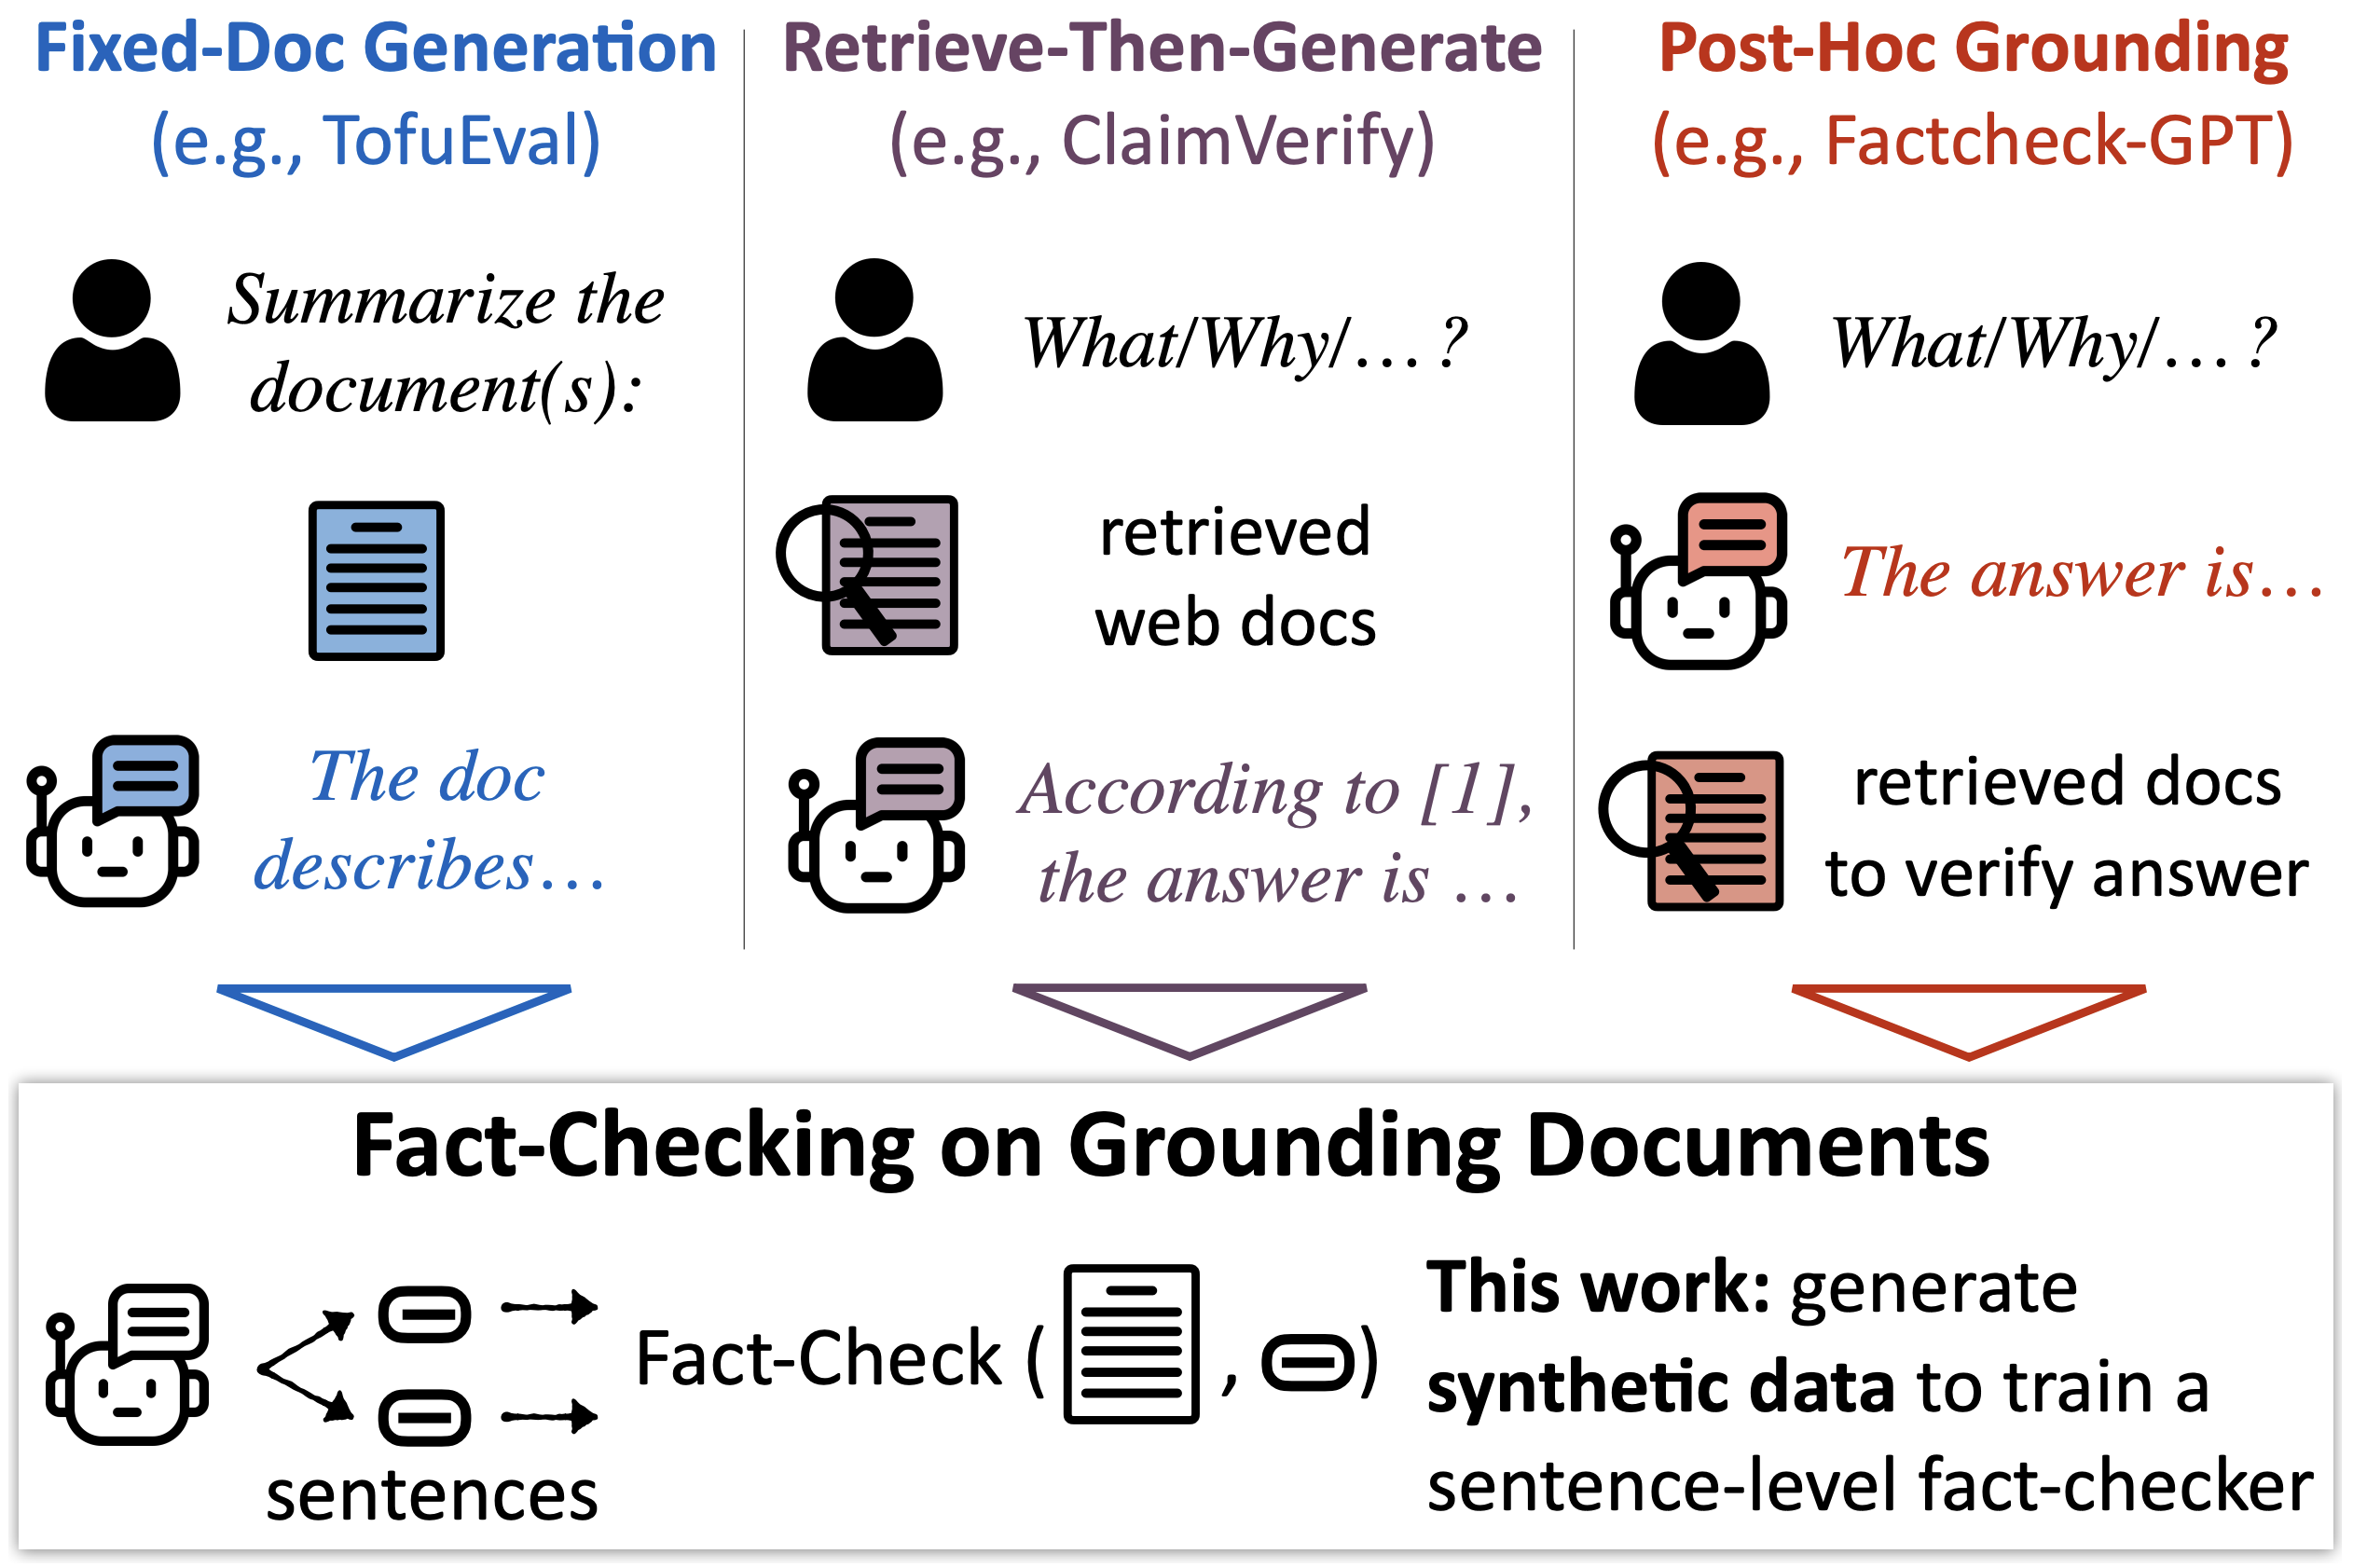 Fixed-Doc Generation
(e.g., TofuEval)
Summarize the
document(s):
The doc
describes...
Retrieve-Then-Generate
(e.g., ClaimVerify)
What/Why/... ?
retrieved
web docs
According to [1],
the answer is ...
Post-Hoc Grounding
(e.g., Factcheck-GPT)
What/Why/... ?
The answer is...
retrieved docs
to verify answer
Fact-Checking on Grounding Documents
sentences
Fact-Check ( , )
This work: generate
synthetic data to train a
sentence-level fact-checker